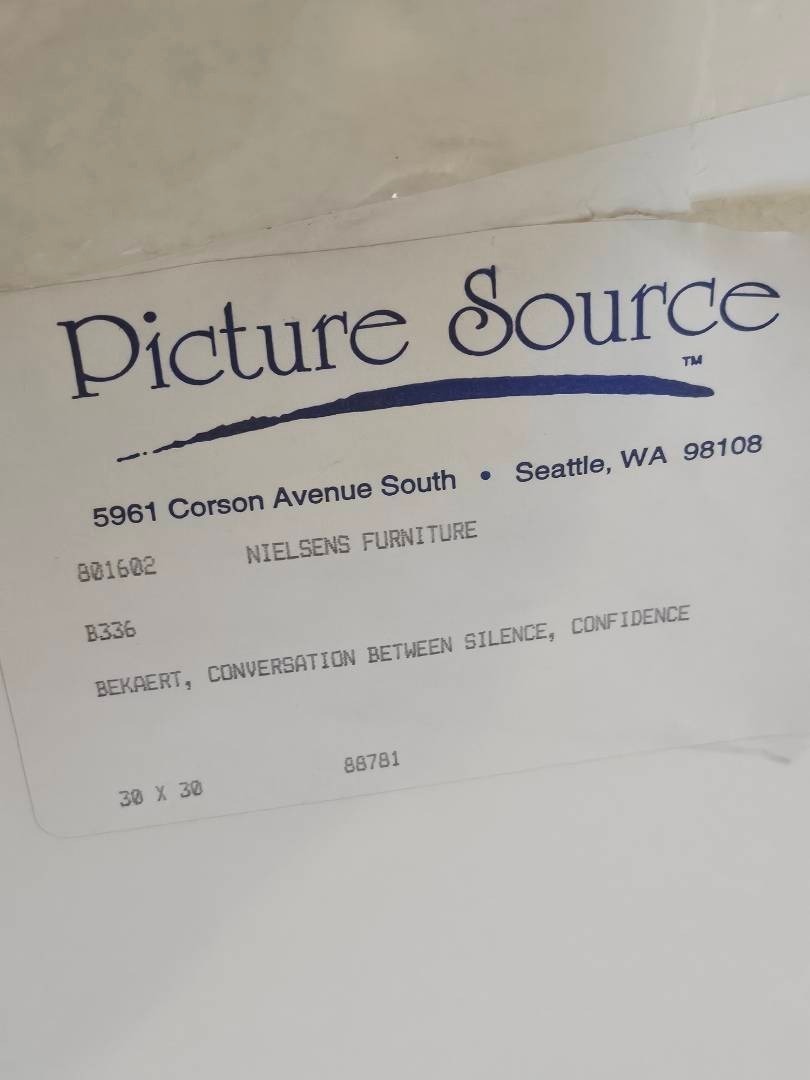 Picture Source
TM
5961 Corson Avenue South • Seattle, WA 98108
801602 NIELSENS FURNITURE
B336
BEKAERT, CONVERSATION BETWEEN SILENCE, CONFIDENCE
30 X 30 88781